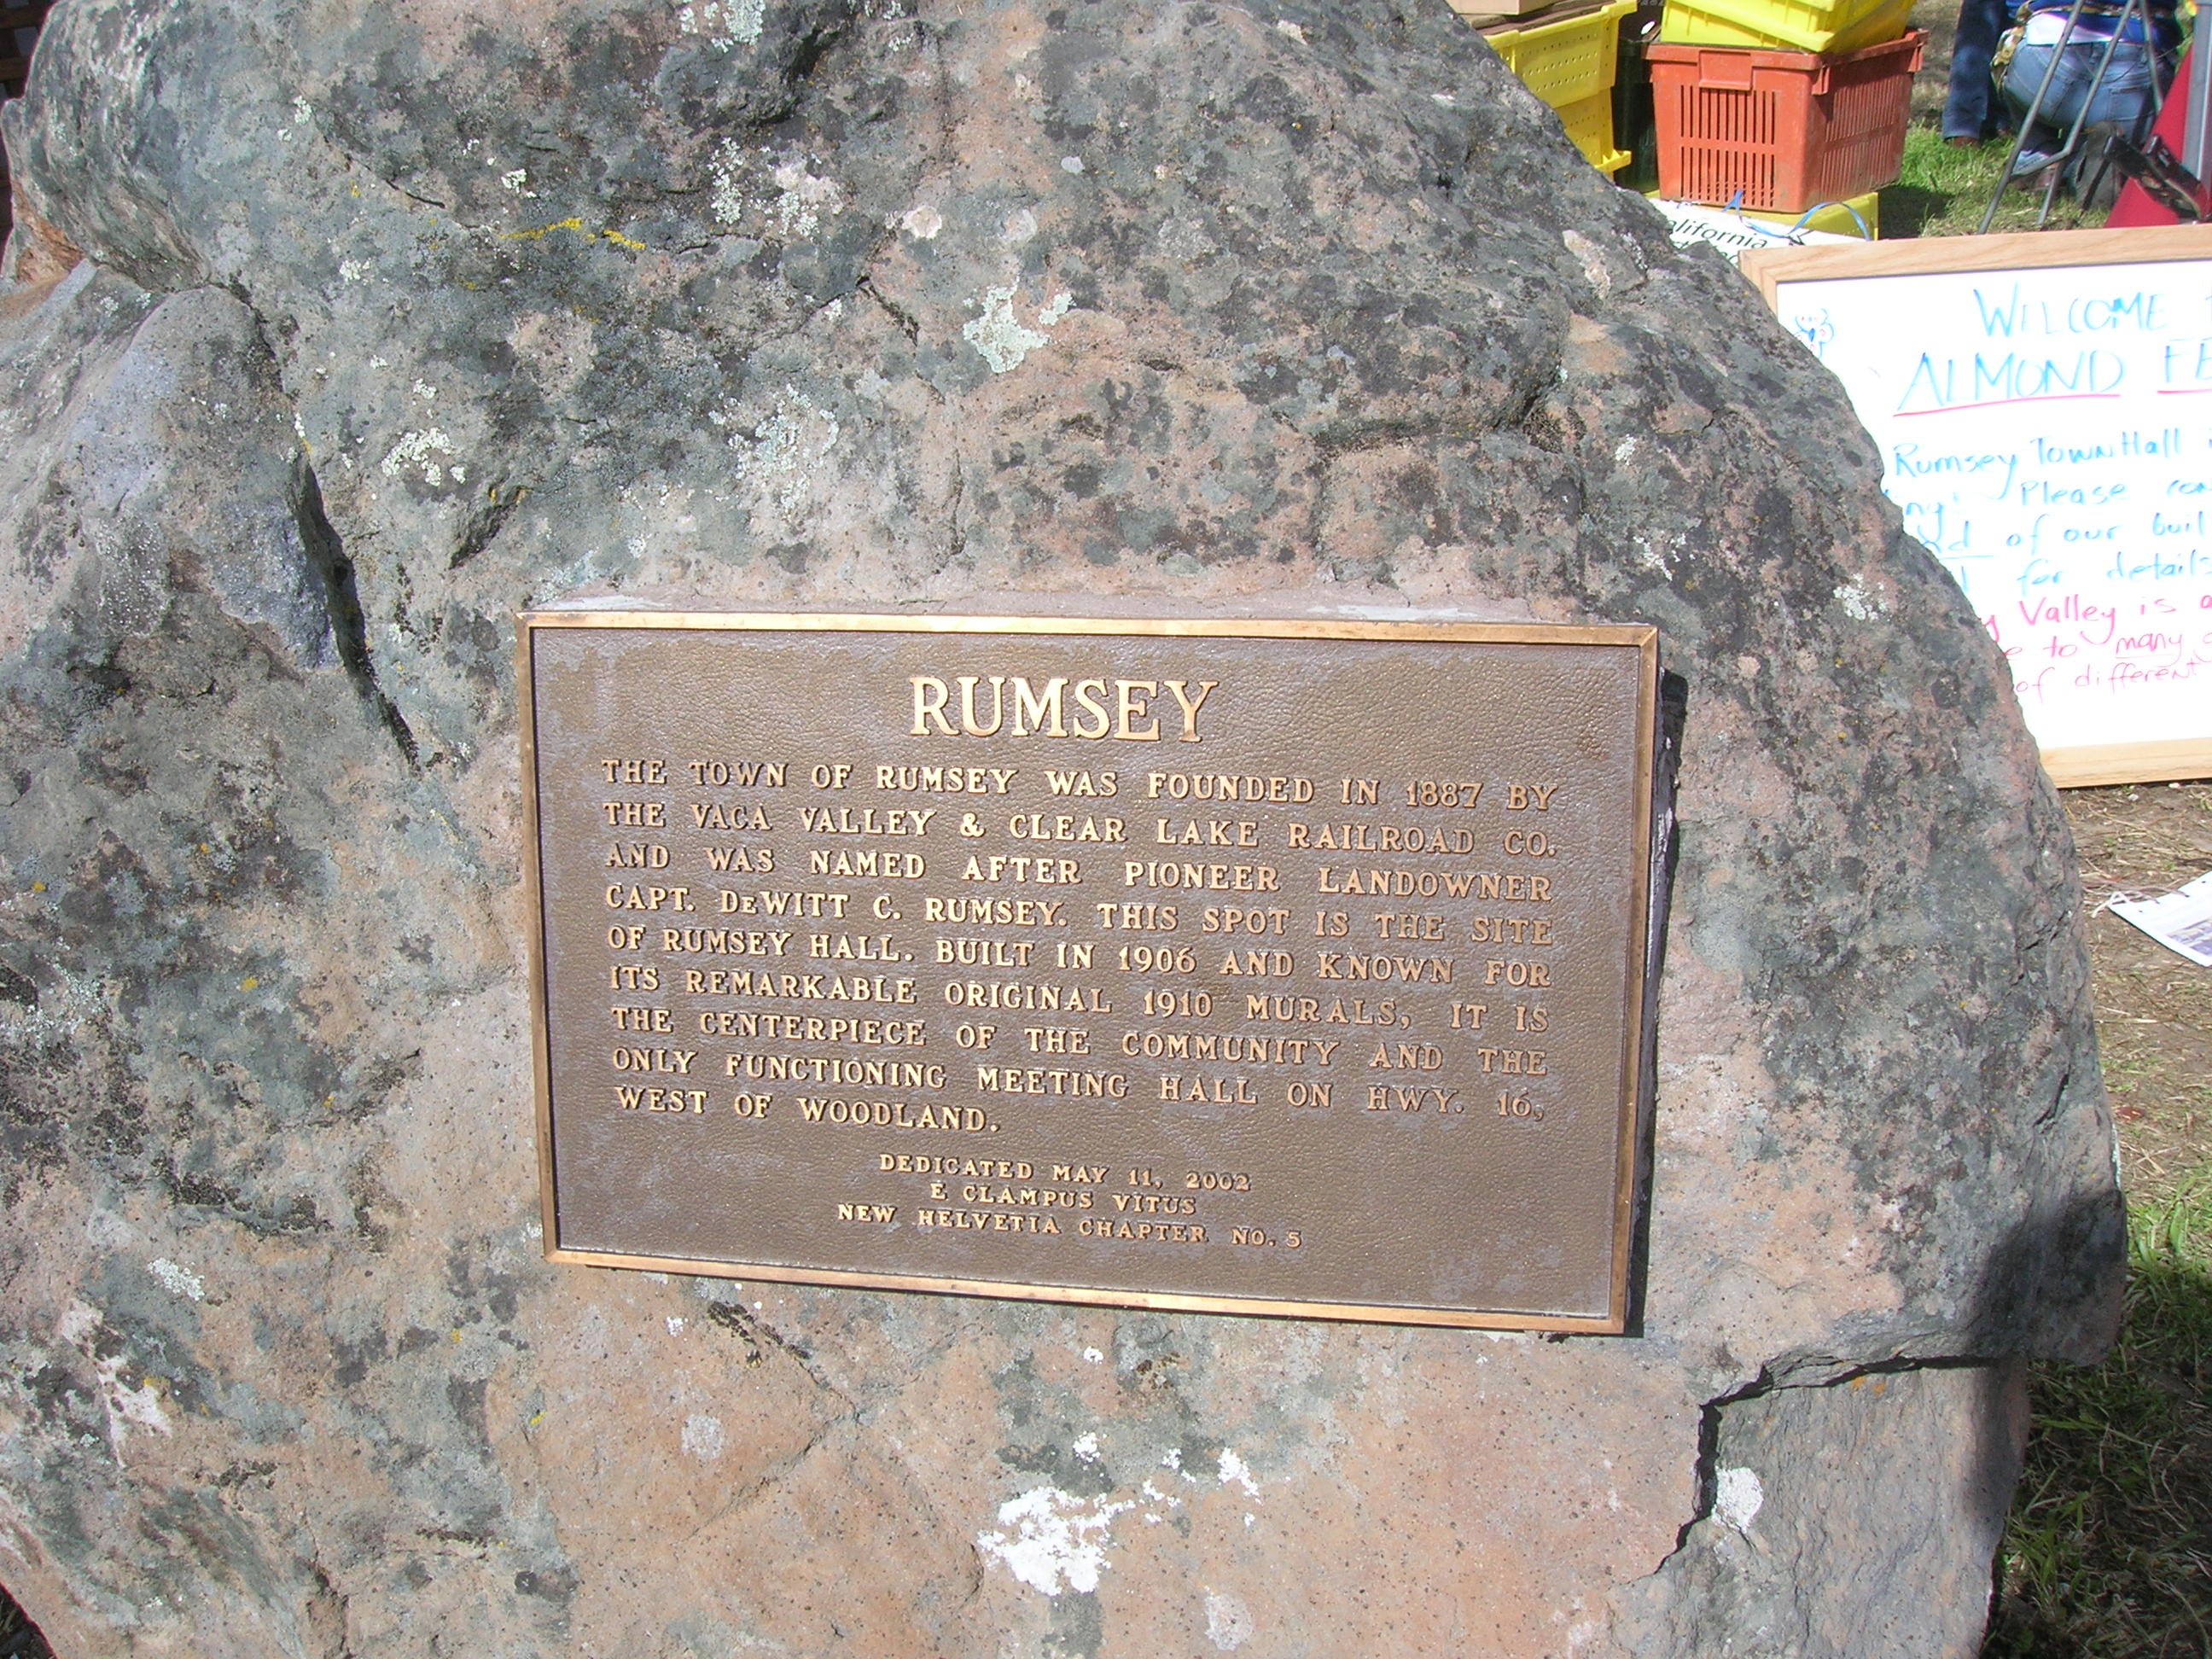 RUMSEY
THE TOWN OF RUMSEY WAS FOUNDED IN 1887 BY
THE VACA VALLEY & CLEAR LAKE RAILROAD CO.
AND WAS NAMED AFTER PIONEER LANDOWNER
CAPT. DEWITT C. RUMSEY. THIS SPOT IS THE SITE
OF RUMSEY HALL. BUILT IN 1906 AND KNOWN FOR
ITS REMARKABLE ORIGINAL 1910 MURALS, IT IS
THE CENTERPIECE OF THE COMMUNITY AND THE
ONLY FUNCTIONING MEETING HALL ON HWY. 16,
WEST OF WOODLAND.
DEDICATED MAY 11, 2002
E CLAMPUS VITUS
NEW HELVETIA CHAPTER NO. 5
WELCOME
ALMOND
Rumsey Town Hall
Please
of our
for details
Valley is
to many
of different